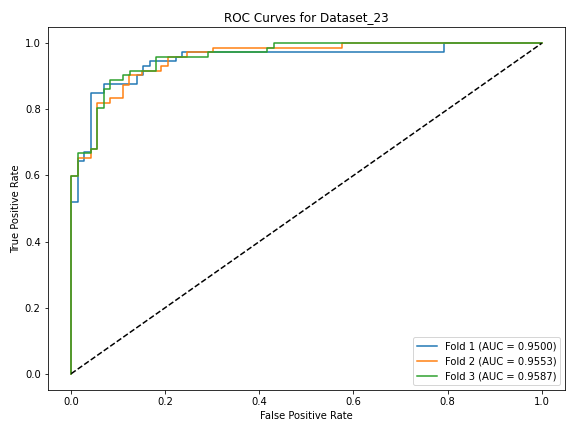 ROC Curves for Dataset_23
True Positive Rate
1.0
0.8
0.6
0.4
0.2
0.0
0.0 0.2 0.4 0.6 0.8 1.0
False Positive Rate
Fold 1 (AUC = 0.9500)
Fold 2 (AUC = 0.9553)
Fold 3 (AUC = 0.9587)